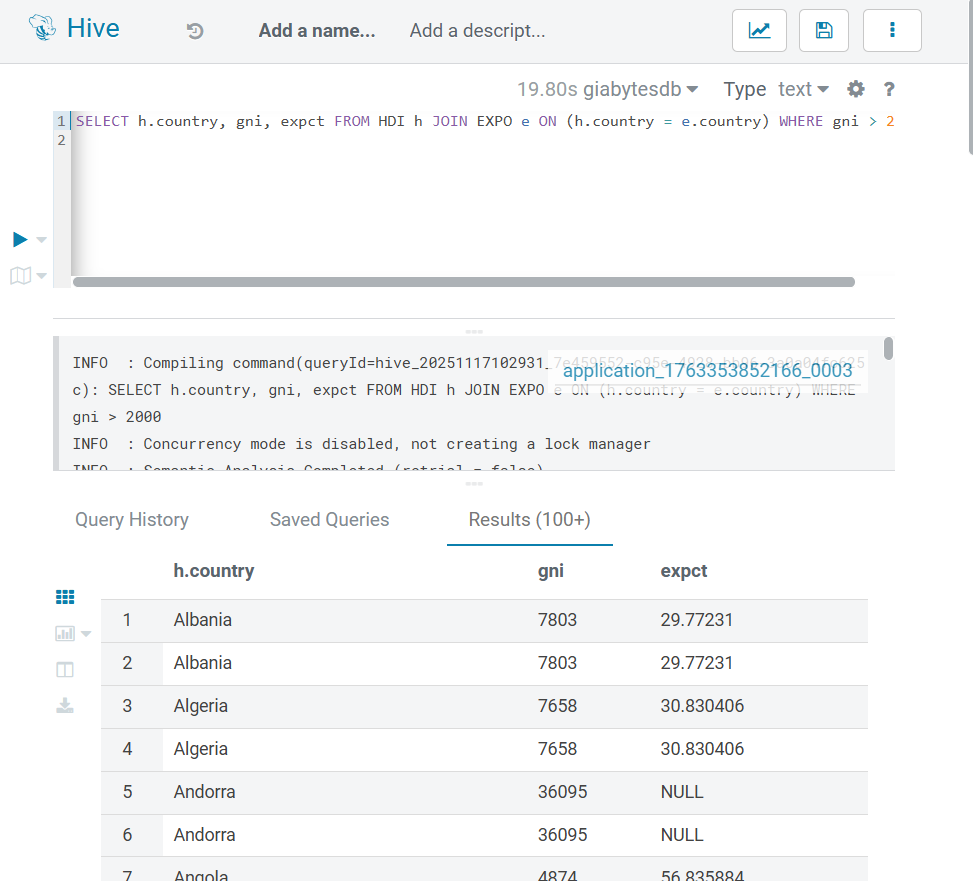 Hive
Add a name...
Add a descript...
19.80s giabytesdb
Type text
?
1 SELECT h.country, gni, expct FROM HDI h JOIN EXPO e ON (h.country = e.country) WHERE gni > 2
2
INFO  : Compiling command(queryId=hive_20251117102931_
application_1763353852166_0003
c): SELECT h.country, gni, expct FROM HDI h JOIN EXPO e ON (h.country = e.country) WHERE
gni > 2000
INFO  : Concurrency mode is disabled, not creating a lock manager
INFO  : Semantic Analysis Completed (retrial = false)
Query History
Saved Queries
Results (100+)
h.country gni expct
1 Albania 7803 29.77231
2 Albania 7803 29.77231
3 Algeria 7658 30.830406
4 Algeria 7658 30.830406
5 Andorra 36095 NULL
6 Andorra 36095 NULL
7 Angola 4874 56.835884